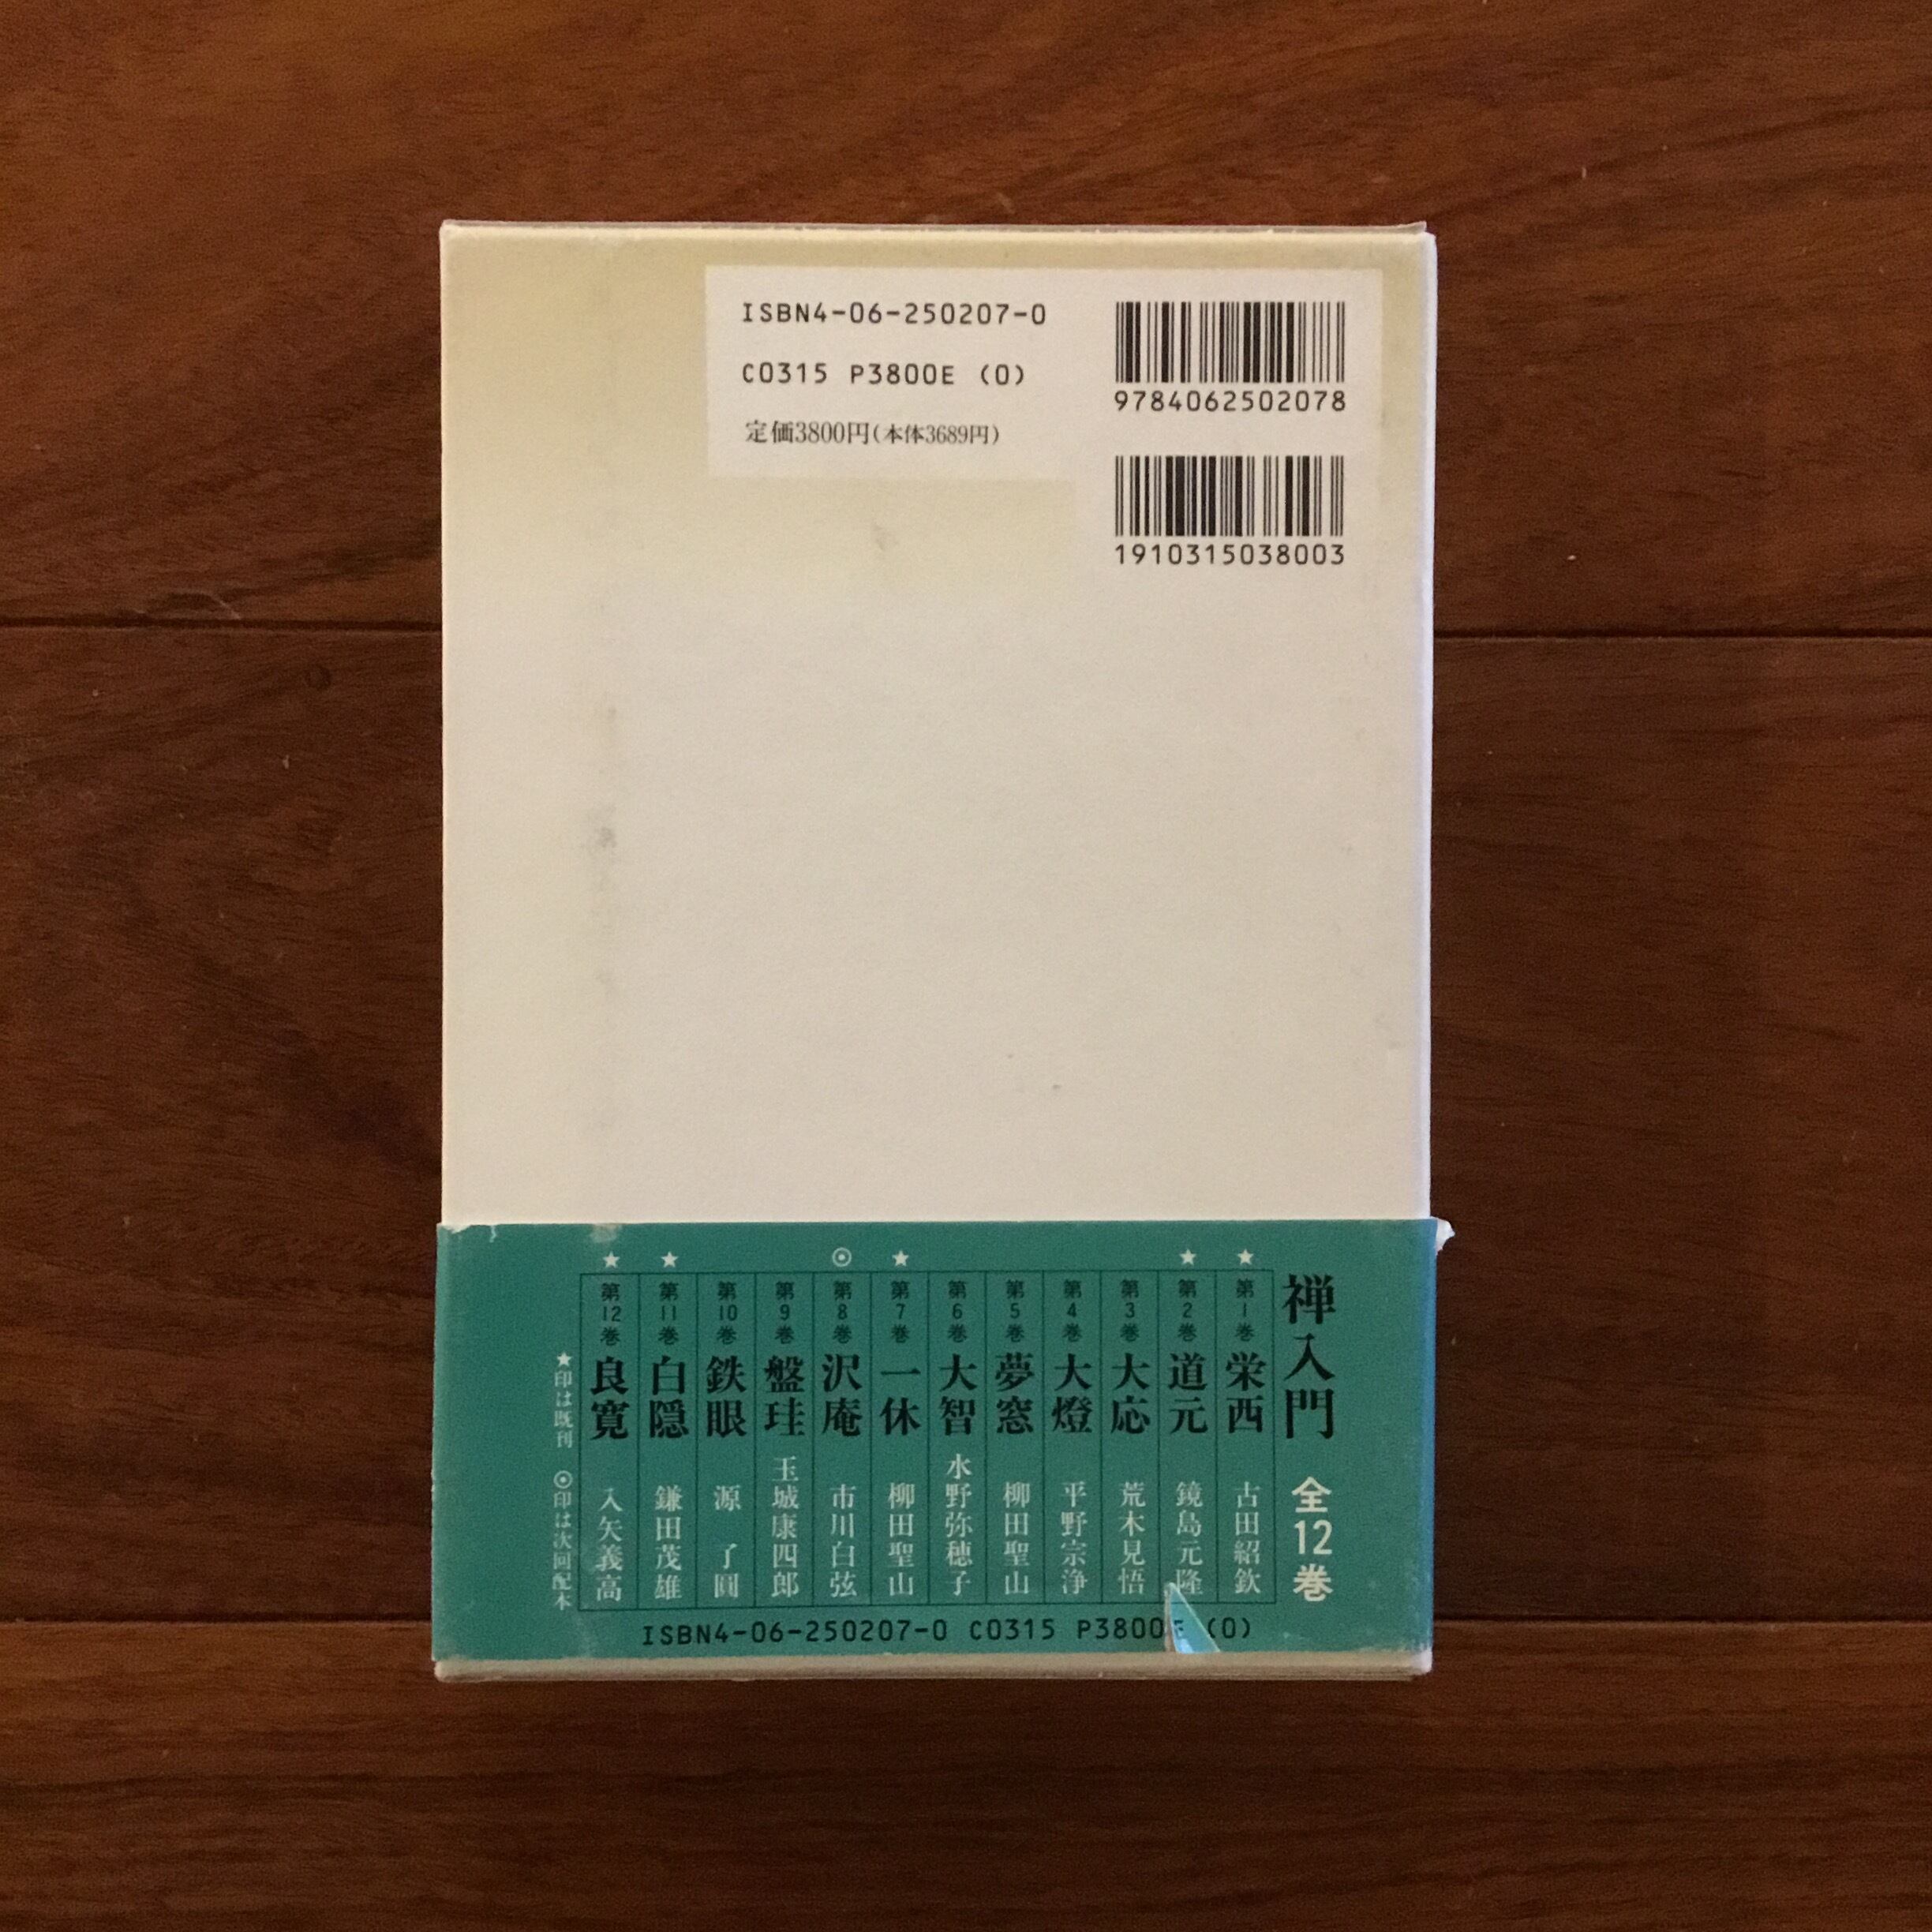 ISBN4-06-250207-0
C0315 P3800E (0)
定価3800円(本体3689円)
9784062502078
1910315038003
禅入門 全12巻
★ 第1巻 栄西 古田紹欽
★ 第2巻 道元 鏡島元隆
第3巻 大応 荒木見悟
第4巻 大燈 平野宗浄
第5巻 夢窓 柳田聖山
第6巻 大智 水野弥穂子
★ 第7巻 一休 柳田聖山
◉ 第8巻 沢庵 市川白弦
第9巻 盤珪 玉城康四郎
第10巻 鉄眼 源 了圓
★ 第11巻 白隠 鎌田茂雄
★ 第12巻 良寛 入矢義高
★印は既刊 ◉印は次回配本
ISBN4-06-250207-0 C0315 P3800E (0)